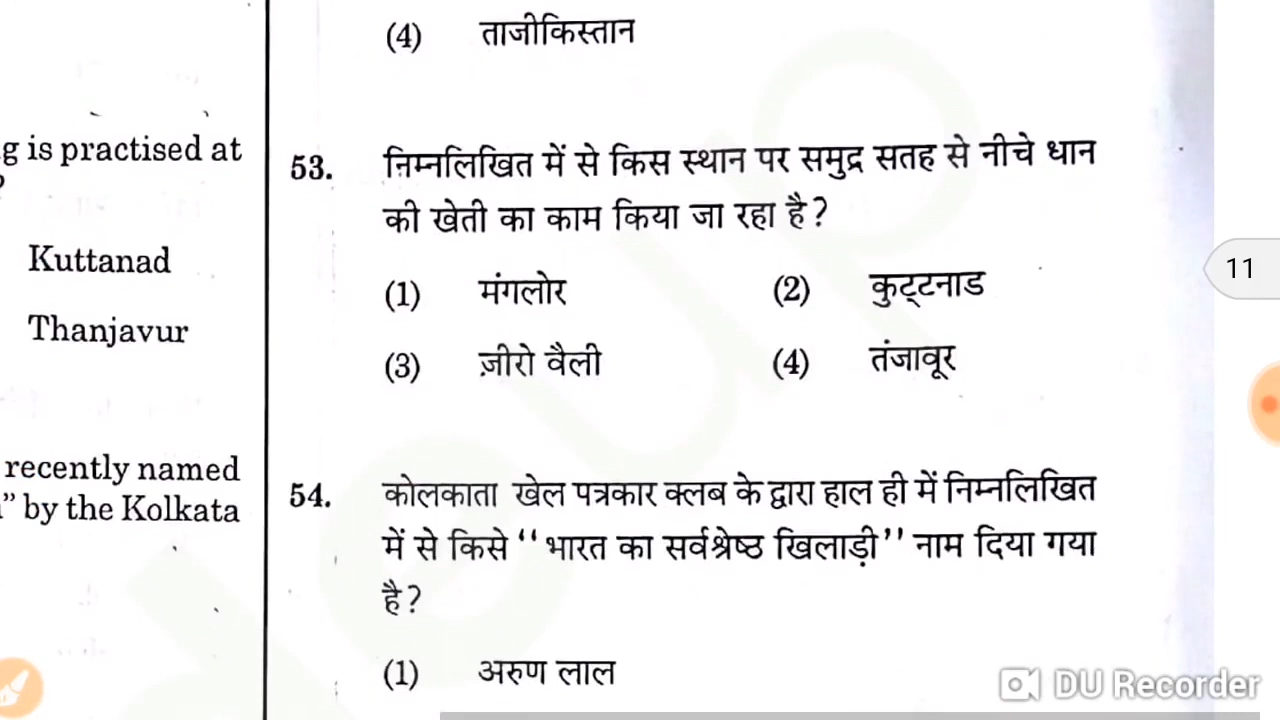 (4) ताजीकिस्तान
g is practised at
?
Kuttanad
Thanjavur
recently named
” by the Kolkata
53. निम्नलिखित में से किस स्थान पर समुद्र सतह से नीचे धान
की खेती का काम किया जा रहा है?
(1) मंगलोर (2) कुट्टनाड
(3) ज़ीरो वैली (4) तंजावूर
54. कोलकाता खेल पत्रकार क्लब के द्वारा हाल ही में निम्नलिखित
में से किसे “भारत का सर्वश्रेष्ठ खिलाड़ी” नाम दिया गया
है?
(1) अरुण लाल
11
DU Recorder